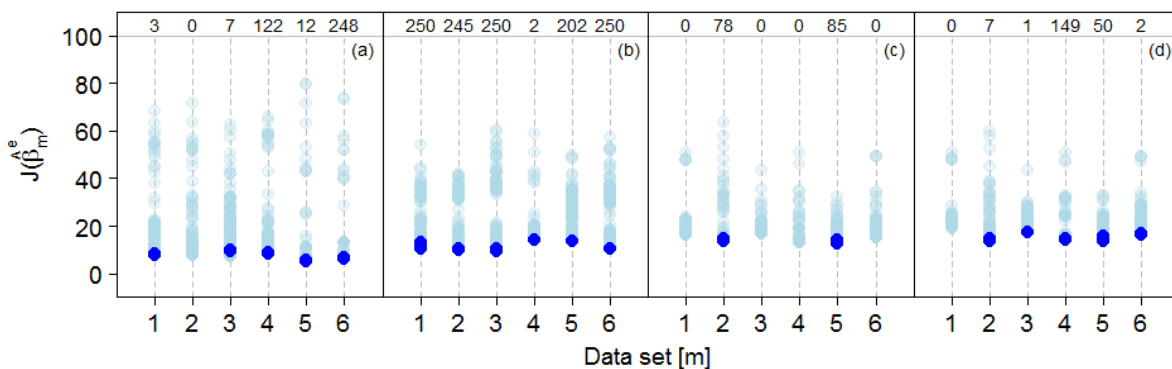 3 0 7 122 12 248 250 245 250 2 202 250 0 78 0 0 85 0 0 7 1 149 50 2
100 (a) (b) (c) (d)
80
60
40
20
0
J(β̂ᵉₘ)
1 2 3 4 5 6 1 2 3 4 5 6 1 2 3 4 5 6 1 2 3 4 5 6
Data set [m]